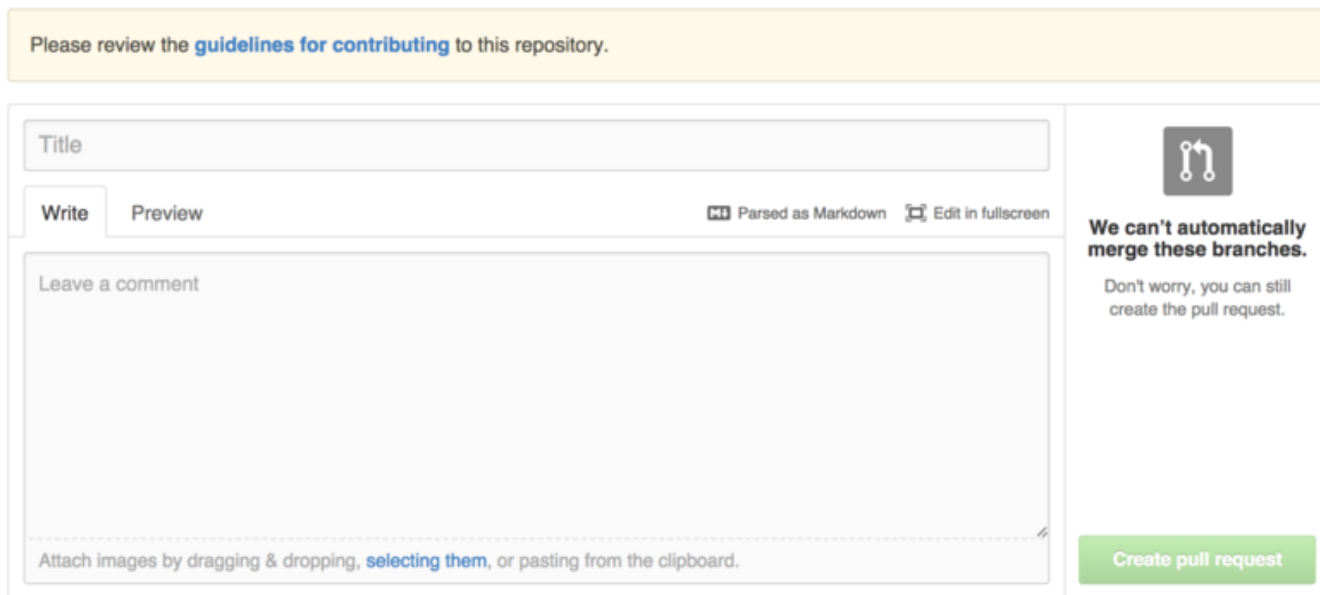 Please review the guidelines for contributing to this repository.
Title
Write Preview Parsed as Markdown Edit in fullscreen
Leave a comment
Attach images by dragging & dropping, selecting them, or pasting from the clipboard.
We can't automatically
merge these branches.
Don't worry, you can still
create the pull request.
Create pull request